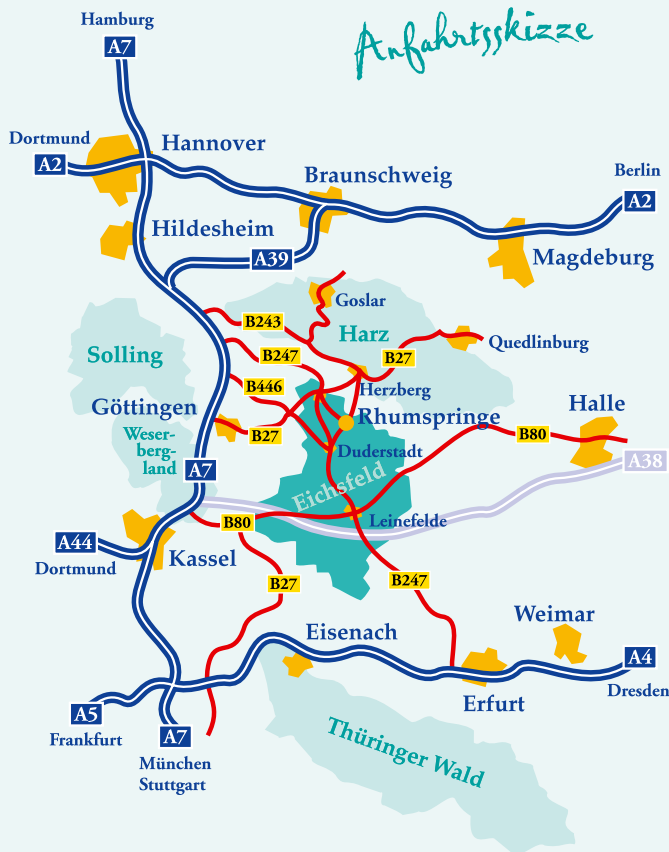 Anfahrtsskizze
Hamburg
A7
Dortmund
A2
Hannover
Braunschweig
Berlin
A2
Hildesheim
A39
Magdeburg
Goslar
B243
Harz
Quedlinburg
Solling
B247
B27
B446
Herzberg
Göttingen
Rhumspringe
Halle
Weser-
berg-
land
B27
B80
Duderstadt
A7
A38
Eichsfeld
B80
Leinefelde
A44
Dortmund
Kassel
B27
B247
Weimar
Eisenach
A4
Dresden
Erfurt
A5
Frankfurt
A7
München
Stuttgart
Thüringer Wald